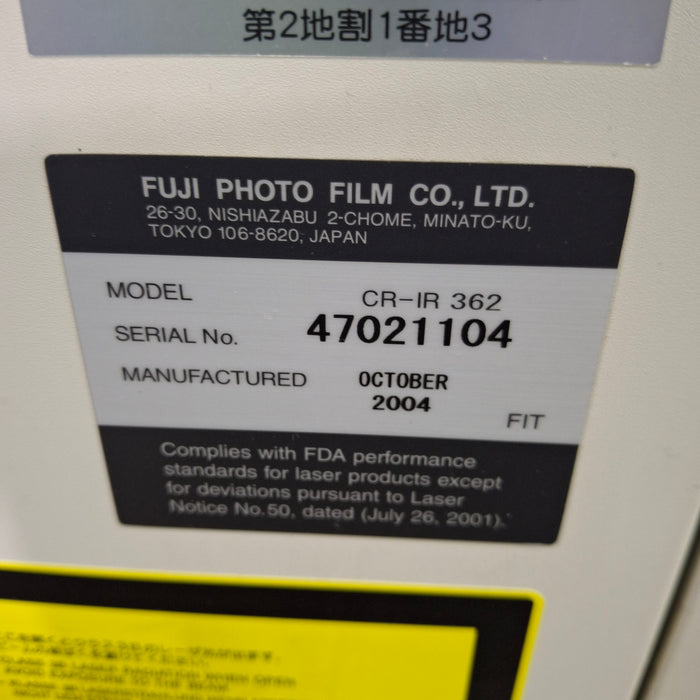 第2地割1番地3
FUJI PHOTO FILM CO., LTD.
26-30, NISHIAZABU 2-CHOME, MINATO-KU,
TOKYO 106-8620, JAPAN
MODEL CR-IR 362
SERIAL No. 47021104
MANUFACTURED OCTOBER
2004
FIT
Complies with FDA performance
standards for laser products except
for deviations pursuant to Laser
Notice No.50, dated (July 26, 2001).